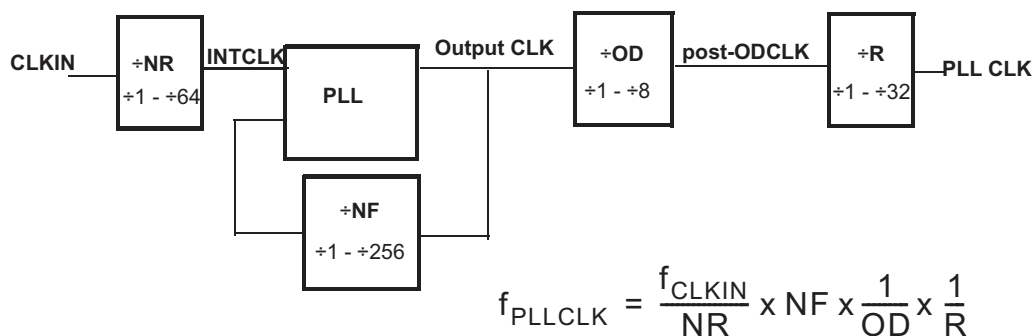 CLKIN
÷NR
÷1 - ÷64
INTCLK
PLL
Output CLK
÷OD
÷1 - ÷8
post-ODCLK
÷R
÷1 - ÷32
PLL CLK
÷NF
÷1 - ÷256
f_PLLCLK = f_CLKIN/NR x NF x 1/OD x 1/R